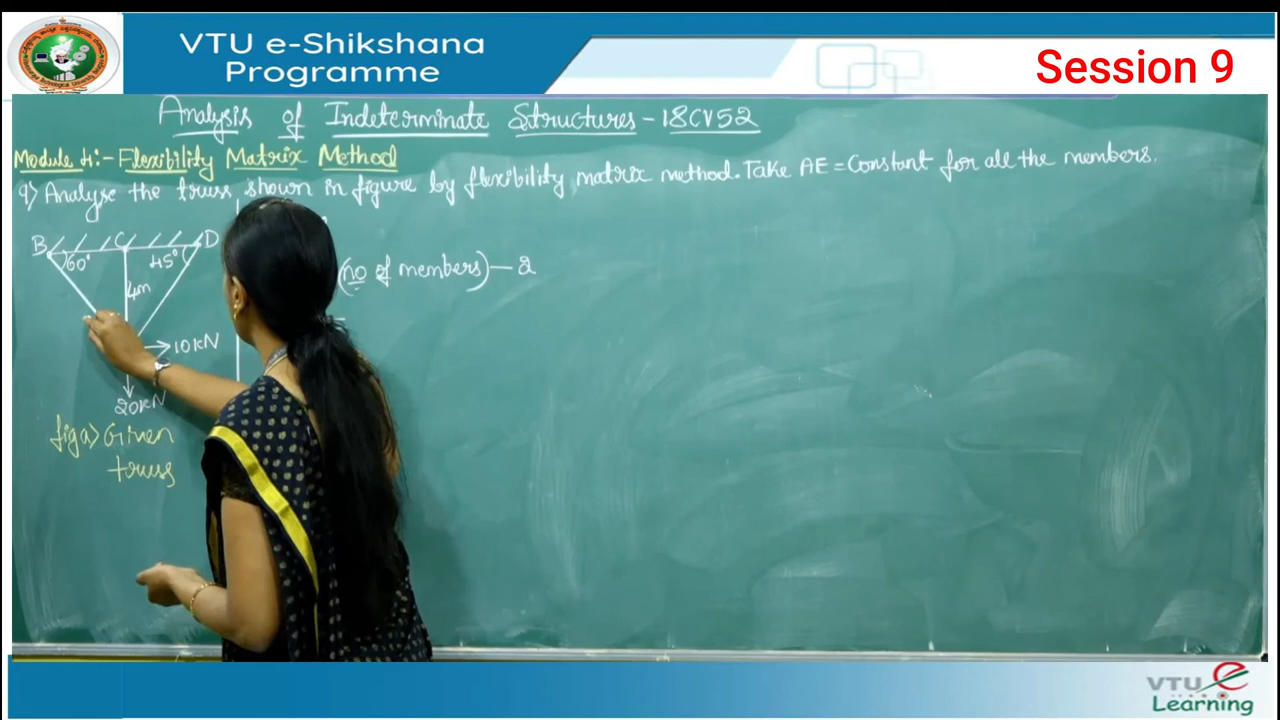 VTU e-Shikshana
Programme
Session 9
Analysis of Indeterminate Structures - 18CV52
Module 4:- Flexibility Matrix Method
9) Analyse the truss shown in figure by flexibility matrix method. Take AE = Constant for all the members.
B C D
60° 45°
4m
(no of members) - 2
10KN
20KN
fig a) Given
truss
VTU e
Learning